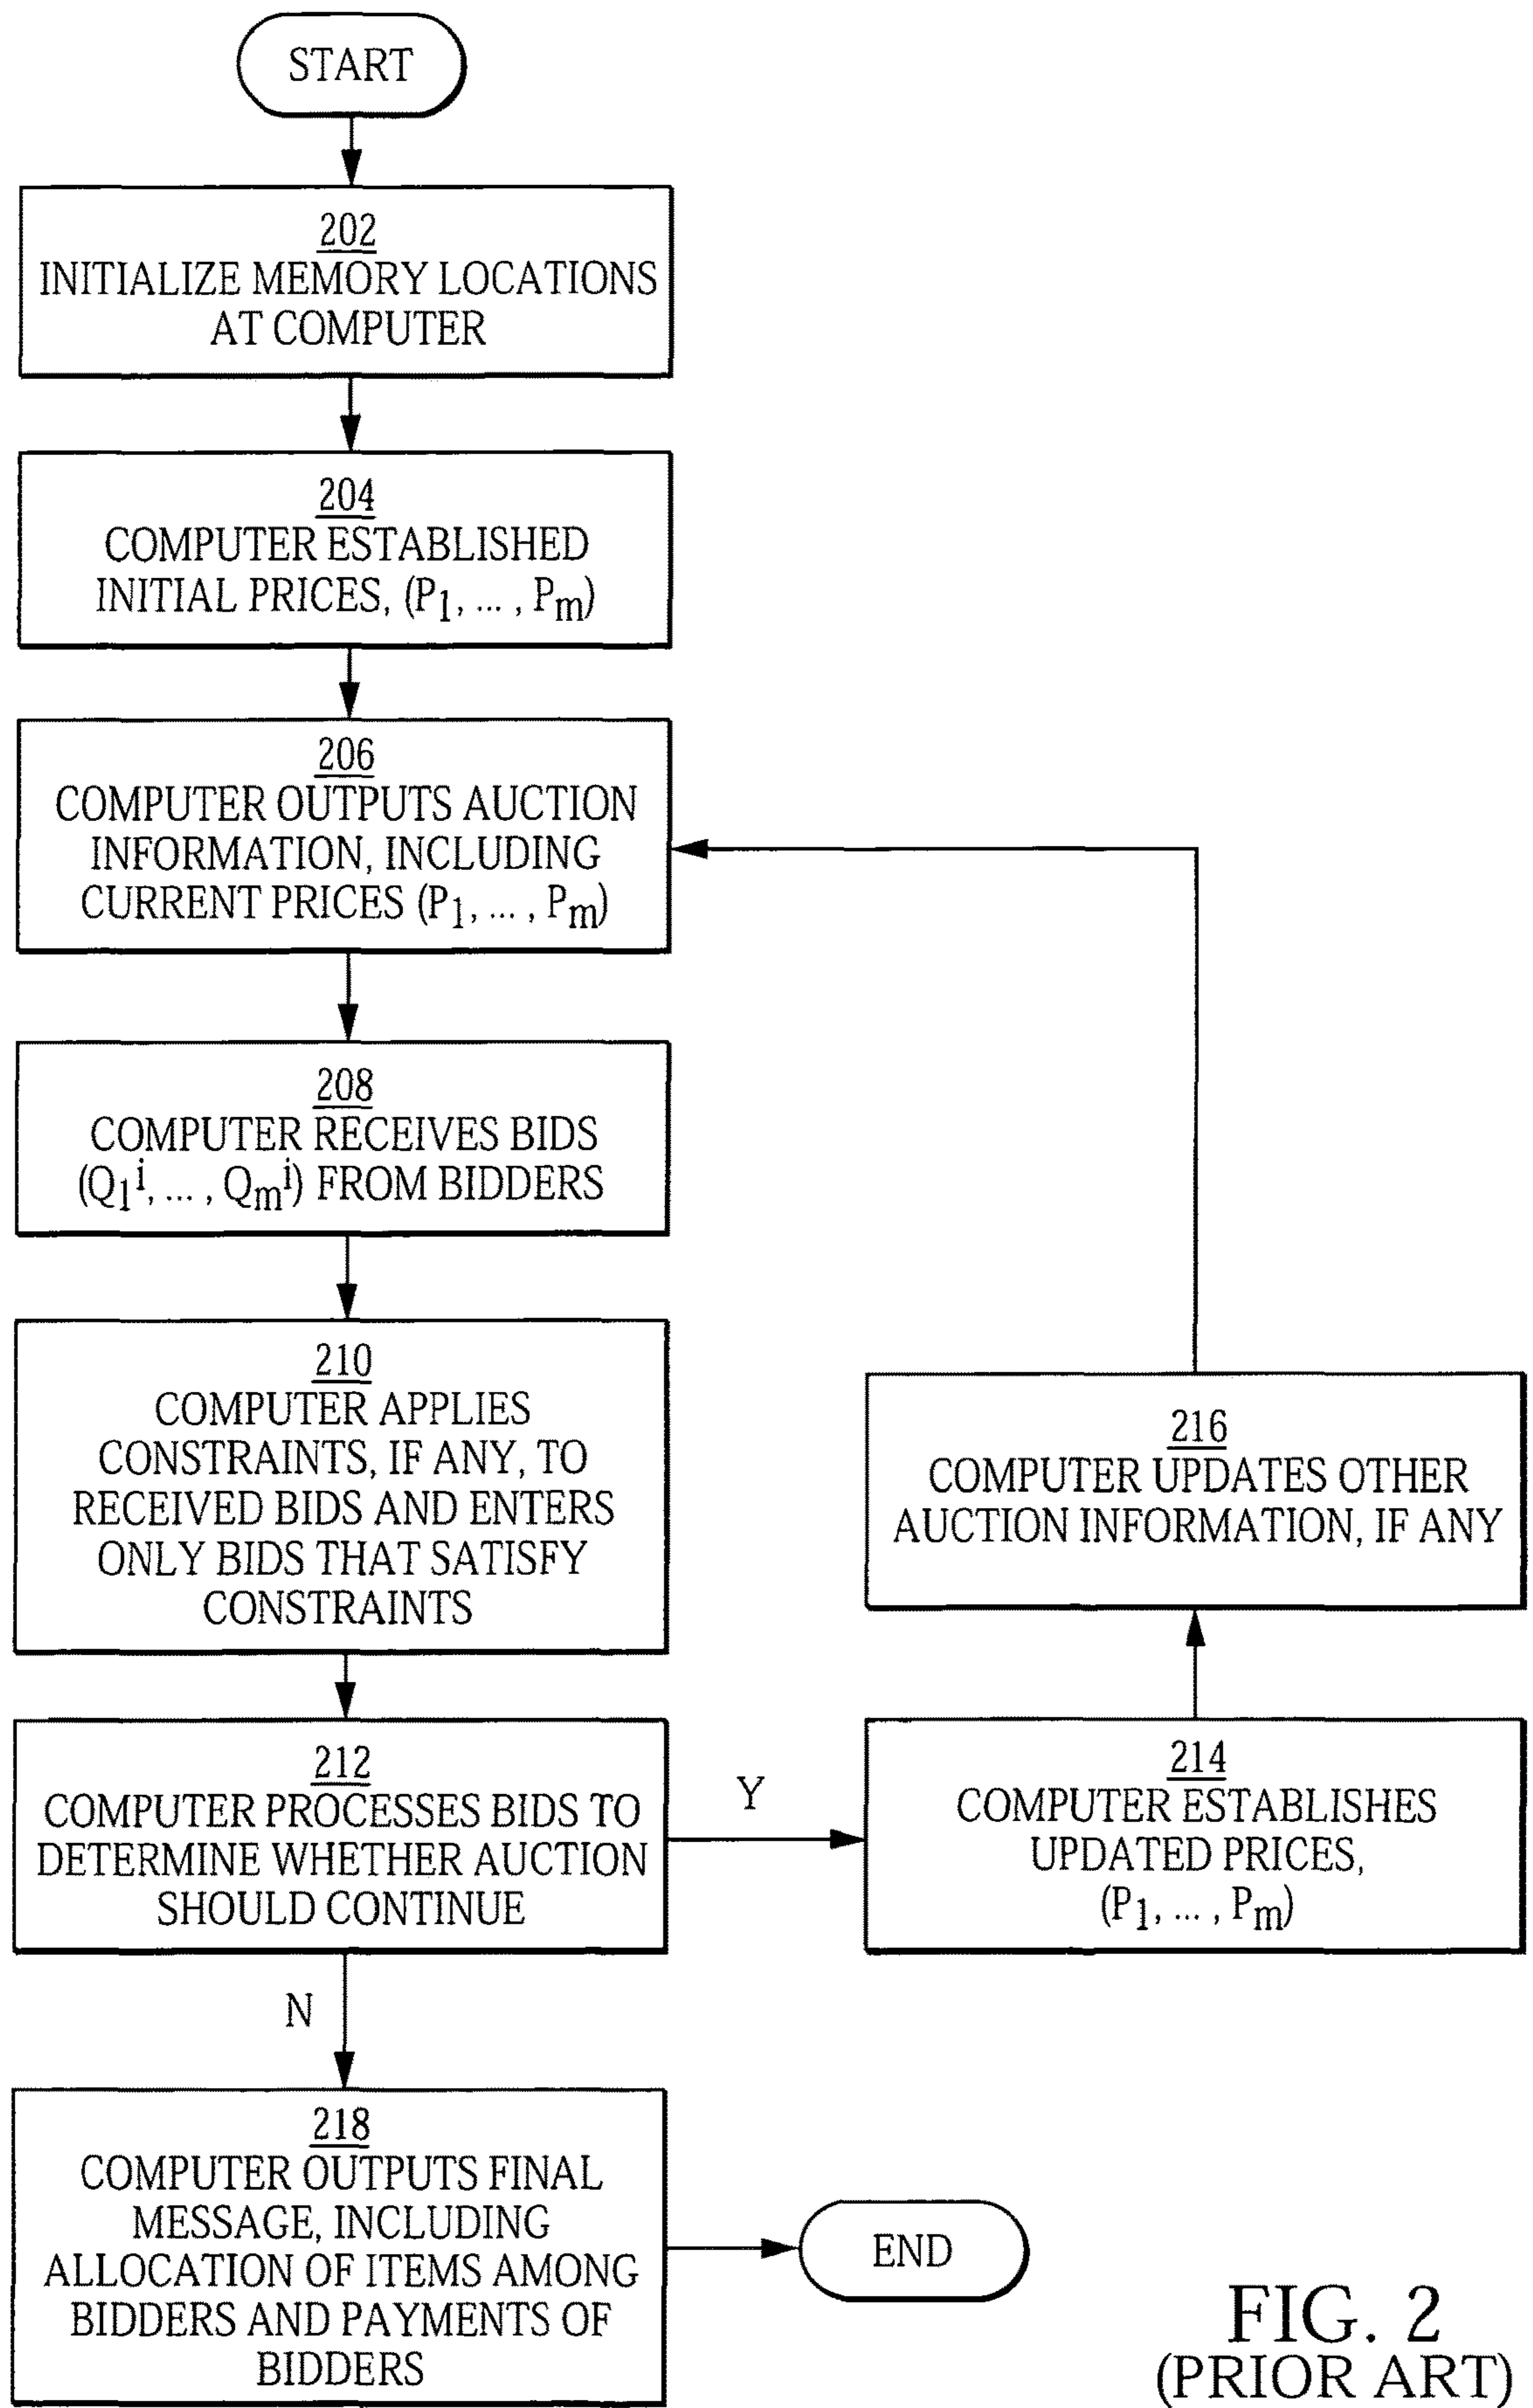 START
202
INITIALIZE MEMORY LOCATIONS
AT COMPUTER
204
COMPUTER ESTABLISHED
INITIAL PRICES, (P1, ... , Pm)
206
COMPUTER OUTPUTS AUCTION
INFORMATION, INCLUDING
CURRENT PRICES (P1, ... , Pm)
208
COMPUTER RECEIVES BIDS
(Q1^i, ... , Qm^i) FROM BIDDERS
210
COMPUTER APPLIES
CONSTRAINTS, IF ANY, TO
RECEIVED BIDS AND ENTERS
ONLY BIDS THAT SATISFY
CONSTRAINTS
212
COMPUTER PROCESSES BIDS TO
DETERMINE WHETHER AUCTION
SHOULD CONTINUE
Y
214
COMPUTER ESTABLISHES
UPDATED PRICES,
(P1, ... , Pm)
216
COMPUTER UPDATES OTHER
AUCTION INFORMATION, IF ANY
N
218
COMPUTER OUTPUTS FINAL
MESSAGE, INCLUDING
ALLOCATION OF ITEMS AMONG
BIDDERS AND PAYMENTS OF
BIDDERS
END
FIG. 2
(PRIOR ART)